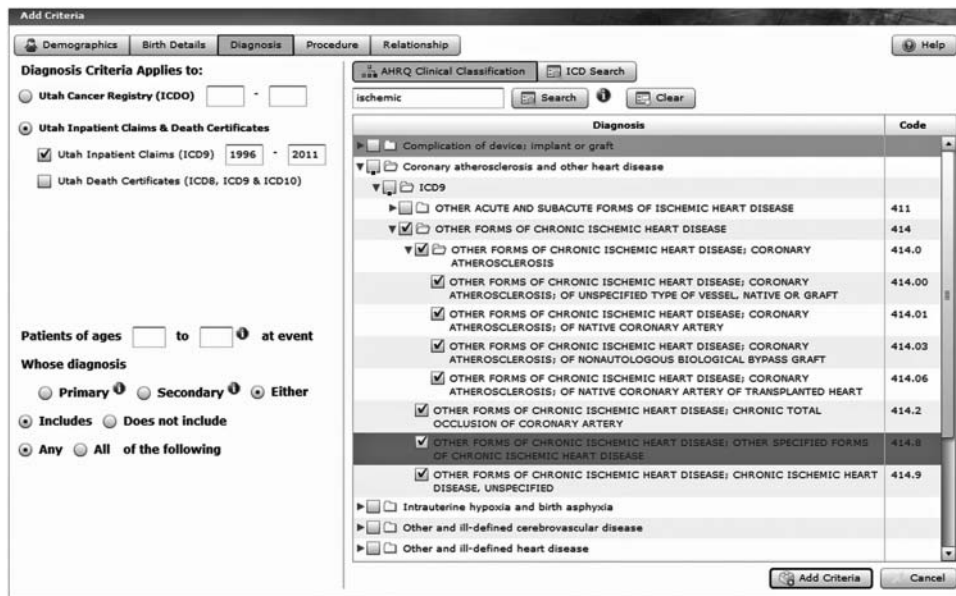 Add Criteria
Demographics
Birth Details
Diagnosis
Procedure
Relationship
Help
Diagnosis Criteria Applies to:
Utah Cancer Registry (ICDO)
-
Utah Inpatient Claims & Death Certificates
Utah Inpatient Claims (ICD9) 1996 - 2011
Utah Death Certificates (ICD8, ICD9 & ICD10)
Patients of ages to at event
Whose diagnosis
Primary Secondary Either
Includes Does not include
Any All of the following
AHRQ Clinical Classification
ICD Search
ischemic
Search
Clear
Diagnosis Code
Complication of device; implant or graft
Coronary atherosclerosis and other heart disease
ICD9
OTHER ACUTE AND SUBACUTE FORMS OF ISCHEMIC HEART DISEASE 411
OTHER FORMS OF CHRONIC ISCHEMIC HEART DISEASE 414
OTHER FORMS OF CHRONIC ISCHEMIC HEART DISEASE; CORONARY 414.0
ATHEROSCLEROSIS
OTHER FORMS OF CHRONIC ISCHEMIC HEART DISEASE; CORONARY 414.00
ATHEROSCLEROSIS; OF UNSPECIFIED TYPE OF VESSEL, NATIVE OR GRAFT
OTHER FORMS OF CHRONIC ISCHEMIC HEART DISEASE; CORONARY 414.01
ATHEROSCLEROSIS; OF NATIVE CORONARY ARTERY
OTHER FORMS OF CHRONIC ISCHEMIC HEART DISEASE; CORONARY 414.03
ATHEROSCLEROSIS; OF NONAUTOLOGOUS BIOLOGICAL BYPASS GRAFT
OTHER FORMS OF CHRONIC ISCHEMIC HEART DISEASE; CORONARY 414.06
ATHEROSCLEROSIS; OF NATIVE CORONARY ARTERY OF TRANSPLANTED HEART
OTHER FORMS OF CHRONIC ISCHEMIC HEART DISEASE; CHRONIC TOTAL 414.2
OCCLUSION OF CORONARY ARTERY
OTHER FORMS OF CHRONIC ISCHEMIC HEART DISEASE; OTHER SPECIFIED FORMS 414.8
OF CHRONIC ISCHEMIC HEART DISEASE
OTHER FORMS OF CHRONIC ISCHEMIC HEART DISEASE; CHRONIC ISCHEMIC HEART 414.9
DISEASE, UNSPECIFIED
Intrauterine hypoxia and birth asphyxia
Other and ill-defined cerebrovascular disease
Other and ill-defined heart disease
Add Criteria
Cancel